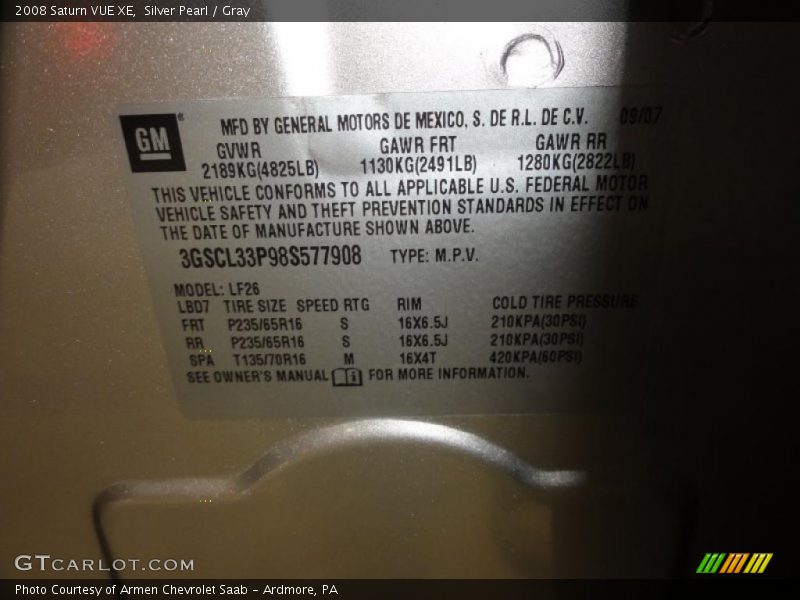 2008 Saturn VUE XE,  Silver Pearl / Gray
GM®
MFD BY GENERAL MOTORS DE MEXICO, S. DE R.L. DE C.V. 09/07
GVWR GAWR FRT GAWR RR
2189KG(4825LB) 1130KG(2491LB) 1280KG(2822LB)
THIS VEHICLE CONFORMS TO ALL APPLICABLE U.S. FEDERAL MOTOR
VEHICLE SAFETY AND THEFT PREVENTION STANDARDS IN EFFECT ON
THE DATE OF MANUFACTURE SHOWN ABOVE.
3GSCL33P98S577908 TYPE: M.P.V.
MODEL: LF26
LBD7 TIRE SIZE SPEED RTG RIM COLD TIRE PRESSURE
FRT P235/65R16 S 16X6.5J 210KPA(30PSI)
RR P235/65R16 S 16X6.5J 210KPA(30PSI)
SPA T135/70R16 M 16X4T 420KPA(60PSI)
SEE OWNER'S MANUAL FOR MORE INFORMATION.
GTCARLOT.COM
Photo Courtesy of Armen Chevrolet Saab - Ardmore, PA